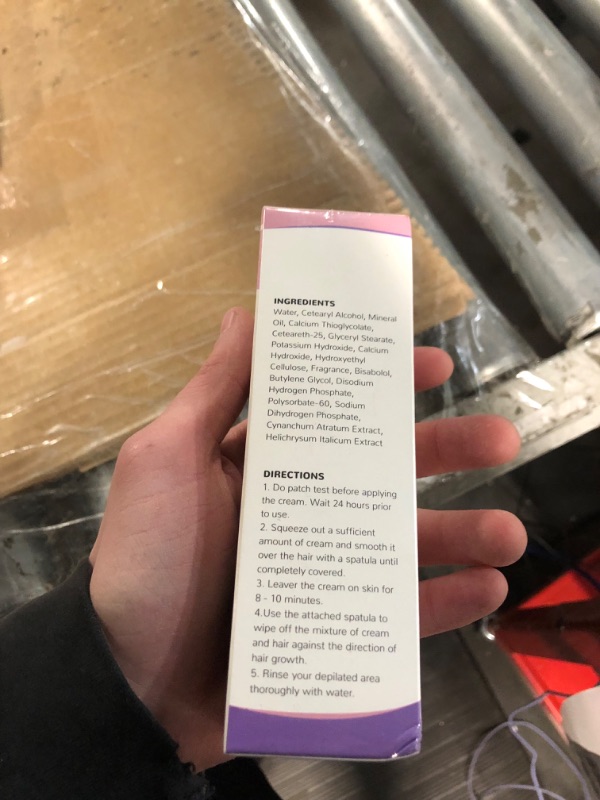 INGREDIENTS
Water, Cetearyl Alcohol, Mineral
Oil, Calcium Thioglycolate,
Ceteareth-25, Glyceryl Stearate,
Potassium Hydroxide, Calcium
Hydroxide, Hydroxyethyl
Cellulose, Fragrance, Bisabolol,
Butylene Glycol, Disodium
Hydrogen Phosphate,
Polysorbate-60, Sodium
Dihydrogen Phosphate,
Cynanchum Atratum Extract,
Helichrysum Italicum Extract
DIRECTIONS
1. Do patch test before applying
the cream. Wait 24 hours prior
to use.
2. Squeeze out a sufficient
amount of cream and smooth it
over the hair with a spatula until
completely covered.
3. Leaver the cream on skin for
8 - 10 minutes.
4.Use the attached spatula to
wipe off the mixture of cream
and hair against the direction of
hair growth.
5. Rinse your depilated area
thoroughly with water.